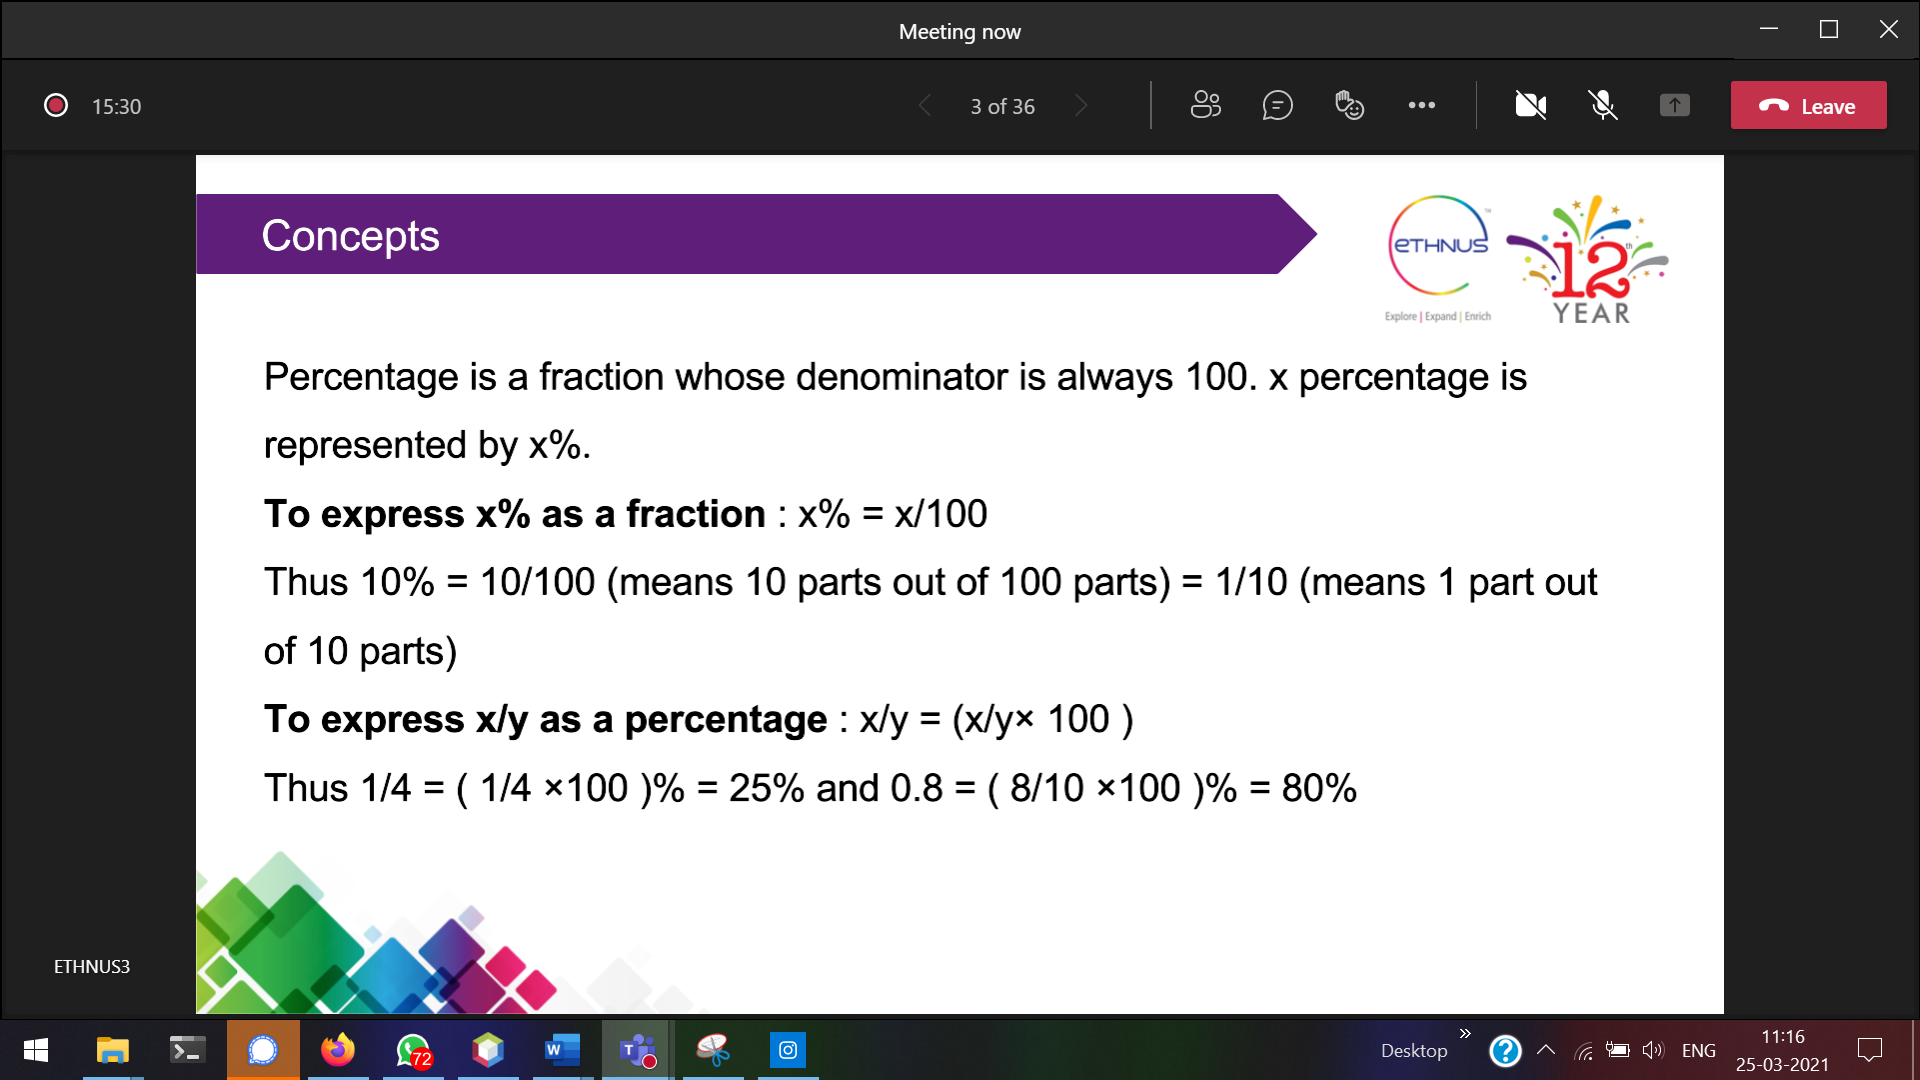 Meeting now
15:30
3 of 36
Leave
Concepts
ETHNUS
TM
Explore | Expand | Enrich
12th
YEAR
Percentage is a fraction whose denominator is always 100. x percentage is
represented by x%.
To express x% as a fraction : x% = x/100
Thus 10% = 10/100 (means 10 parts out of 100 parts) = 1/10 (means 1 part out
of 10 parts)
To express x/y as a percentage : x/y = (x/y× 100 )
Thus 1/4 = ( 1/4 ×100 )% = 25% and 0.8 = ( 8/10 ×100 )% = 80%
ETHNUS3
72
W
T
Desktop
ENG
11:16
25-03-2021